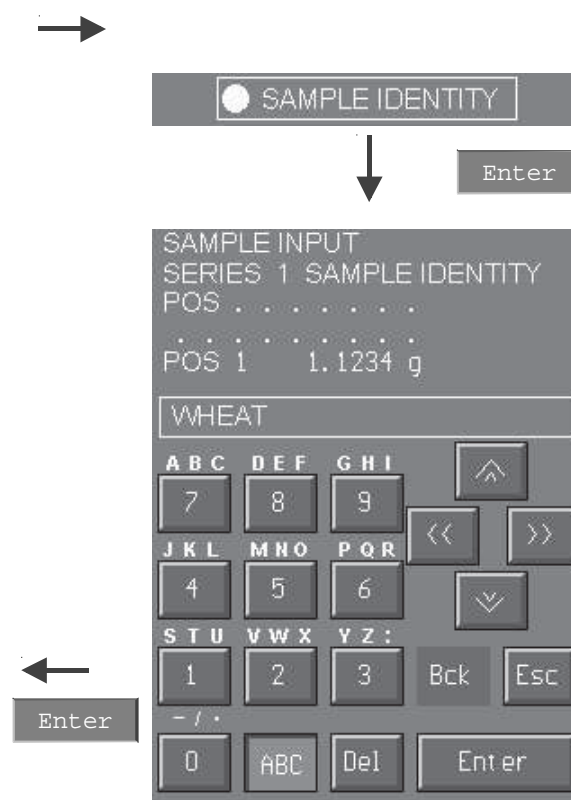 SAMPLE IDENTITY
Enter
SAMPLE INPUT
SERIES 1 SAMPLE IDENTITY
POS . . . . . . .
. . . . . . . . .
POS 1 1.1234 g
WHEAT
A B C D E F G H I
7 8 9
<< >>
J K L M N O P Q R
4 5 6
S T U V W X Y Z :
1 2 3 Bck Esc
Enter
- / .
0 ABC Del Enter